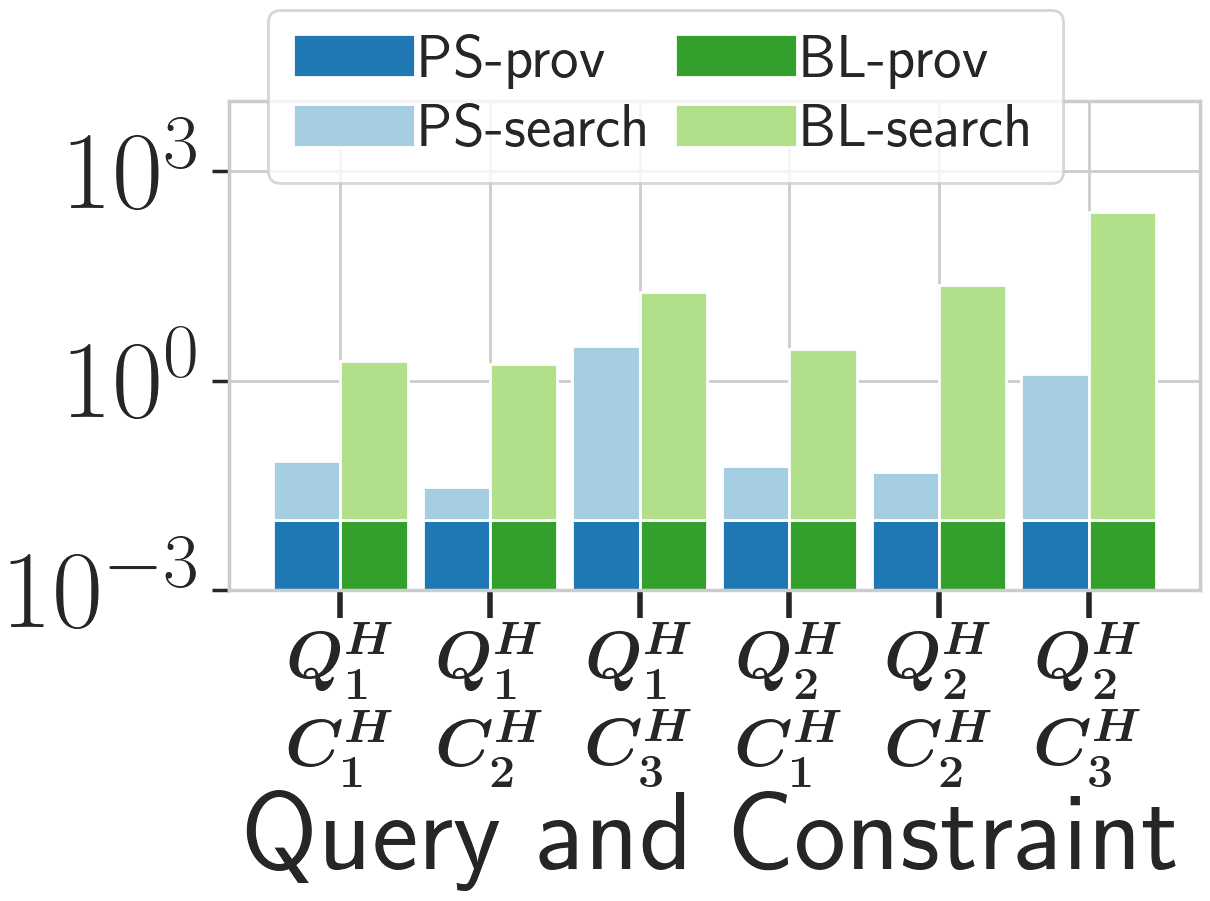 PS-prov BL-prov
PS-search BL-search
10^3
10^0
10^{-3}
Q_1^H Q_1^H Q_1^H Q_2^H Q_2^H Q_2^H
C_1^H C_2^H C_3^H C_1^H C_2^H C_3^H
Query and Constraint